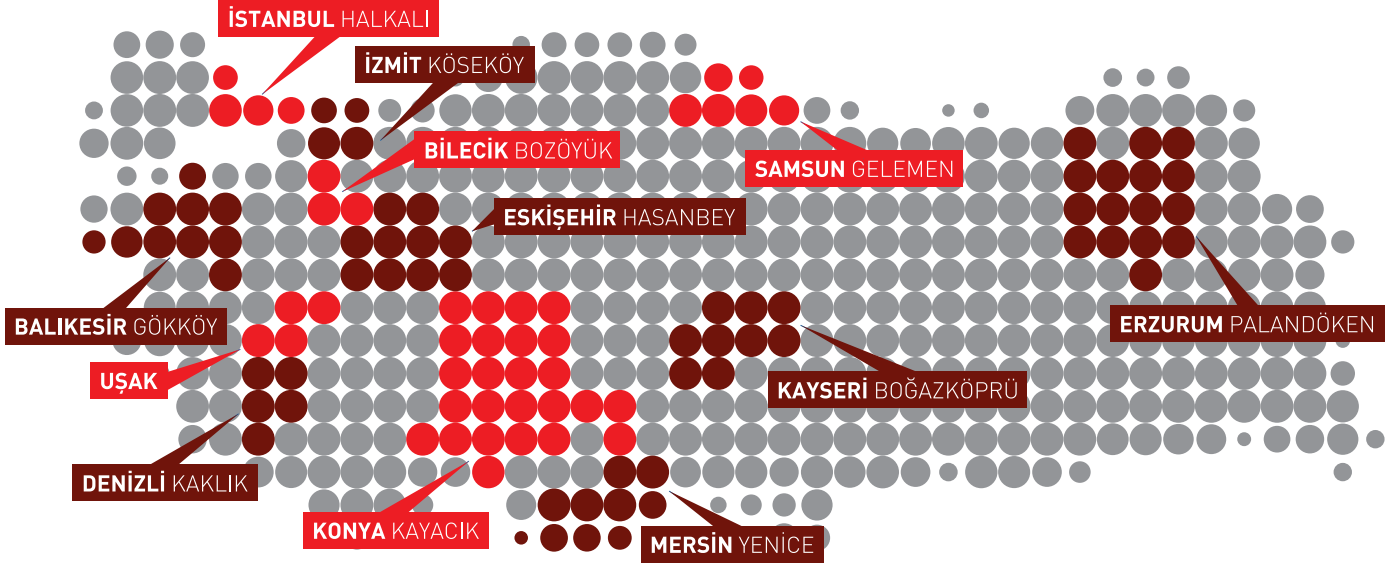 İSTANBUL HALKALI
İZMİT KÖSEKÖY
BİLECİK BOZÖYÜK
SAMSUN GELEMEN
ESKİŞEHİR HASANBEY
BALIKESİR GÖKKÖY
ERZURUM PALANDÖKEN
UŞAK
KAYSERİ BOĞAZKÖPRÜ
DENİZLİ KAKLIK
KONYA KAYACIK
MERSİN YENİCE